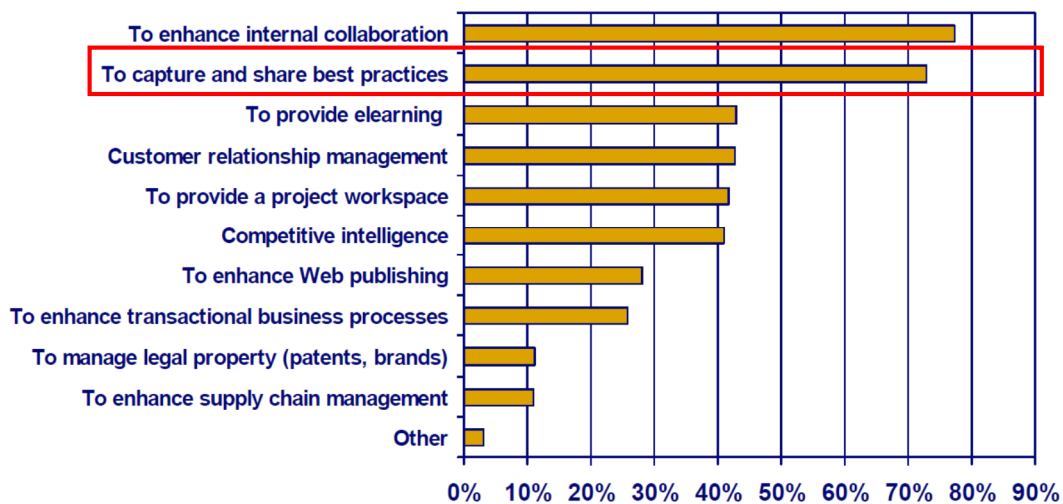 To enhance internal collaboration
To capture and share best practices
To provide elearning
Customer relationship management
To provide a project workspace
Competitive intelligence
To enhance Web publishing
To enhance transactional business processes
To manage legal property (patents, brands)
To enhance supply chain management
Other
0% 10% 20% 30% 40% 50% 60% 70% 80% 90%